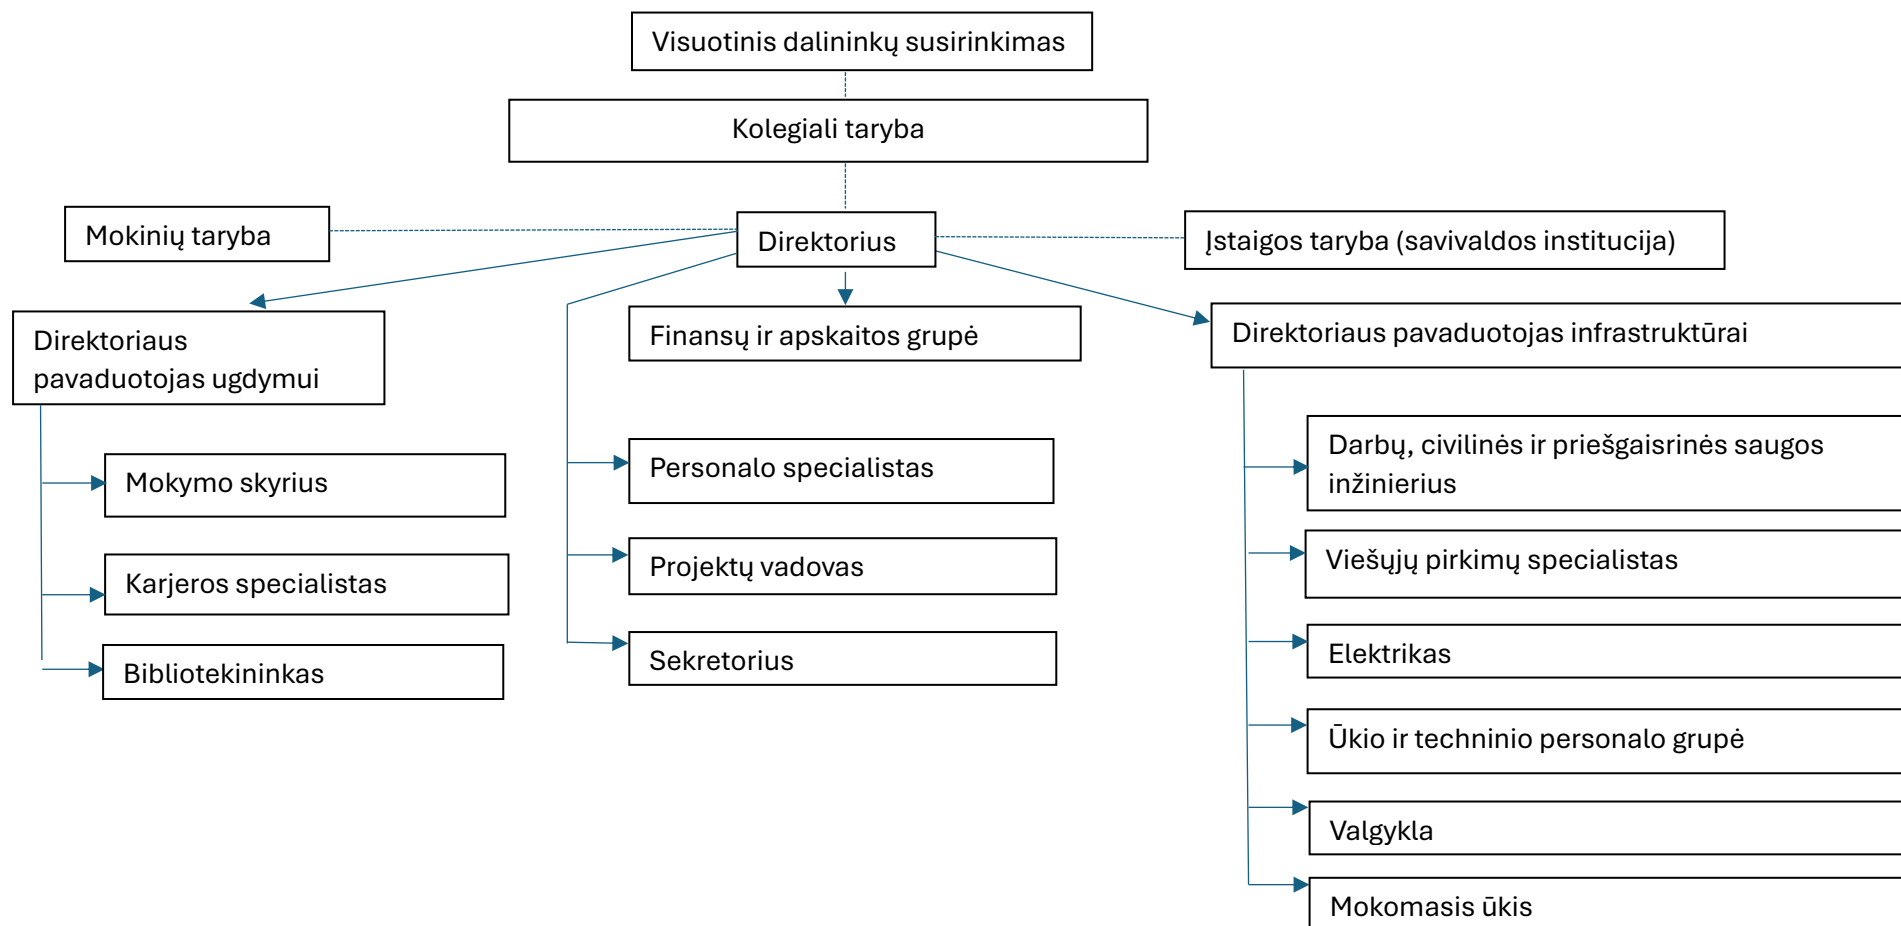 Visuotinis dalininkų susirinkimas
Kolegiali taryba
Mokinių taryba
Direktorius
Įstaigos taryba (savivaldos institucija)
Direktoriaus
pavaduotojas ugdymui
Finansų ir apskaitos grupė
Direktoriaus pavaduotojas infrastruktūrai
Mokymo skyrius
Karjeros specialistas
Bibliotekininkas
Personalo specialistas
Projektų vadovas
Sekretorius
Darbų, civilinės ir priešgaisrinės saugos
inžinierius
Viešųjų pirkimų specialistas
Elektrikas
Ūkio ir techninio personalo grupė
Valgykla
Mokomasis ūkis